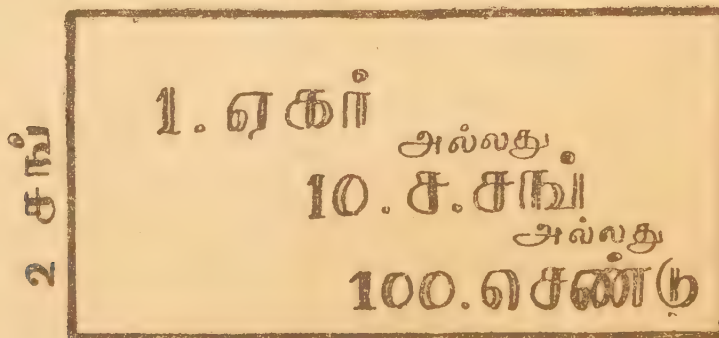 2 சங்
1. ஏகர்
அல்லது
10. ச. சங்
அல்லது
100. செண்டு